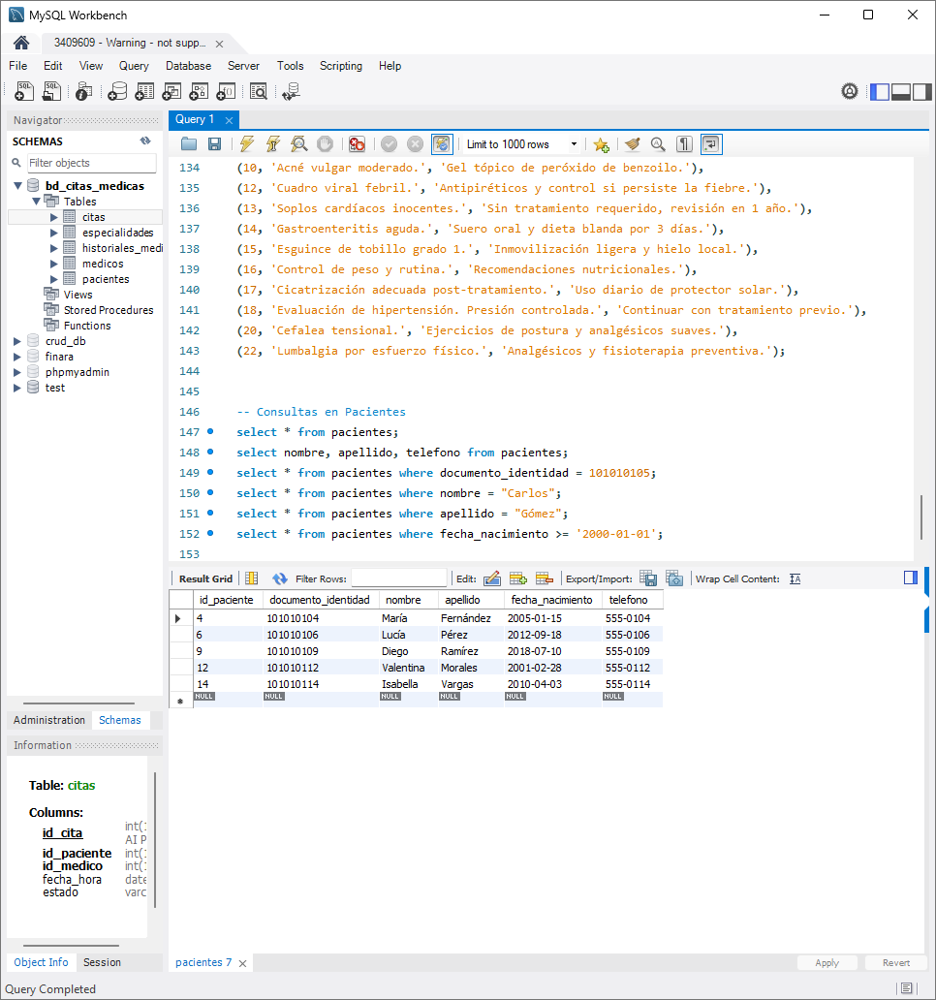 MySQL Workbench
3409609 - Warning - not supp...
File Edit View Query Database Server Tools Scripting Help
Navigator
SCHEMAS
Filter objects
bd_citas_medicas
Tables
citas
especialidades
historiales_medi
medicos
pacientes
Views
Stored Procedures
Functions
crud_db
finara
phpmyadmin
test
Administration Schemas
Information
Table: citas
Columns:
id_cita int(
AI P
id_paciente int(
id_medico int(
fecha_hora date
estado varc
Object Info Session
Query 1
Limit to 1000 rows
134 (10, 'Acné vulgar moderado.', 'Gel tópico de peróxido de benzoilo.'),
135 (12, 'Cuadro viral febril.', 'Antipiréticos y control si persiste la fiebre.'),
136 (13, 'Soplos cardíacos inocentes.', 'Sin tratamiento requerido, revisión en 1 año.'),
137 (14, 'Gastroenteritis aguda.', 'Suero oral y dieta blanda por 3 días.'),
138 (15, 'Esguince de tobillo grado 1.', 'Inmovilización ligera y hielo local.'),
139 (16, 'Control de peso y rutina.', 'Recomendaciones nutricionales.'),
140 (17, 'Cicatrización adecuada post-tratamiento.', 'Uso diario de protector solar.'),
141 (18, 'Evaluación de hipertensión. Presión controlada.', 'Continuar con tratamiento previo.'),
142 (20, 'Cefalea tensional.', 'Ejercicios de postura y analgésicos suaves.'),
143 (22, 'Lumbalgia por esfuerzo físico.', 'Analgésicos y fisioterapia preventiva.');
144
145
146 -- Consultas en Pacientes
147 select * from pacientes;
148 select nombre, apellido, telefono from pacientes;
149 select * from pacientes where documento_identidad = 101010105;
150 select * from pacientes where nombre = "Carlos";
151 select * from pacientes where apellido = "Gómez";
152 select * from pacientes where fecha_nacimiento >= '2000-01-01';
153
Result Grid Filter Rows: Edit: Export/Import: Wrap Cell Content:
id_paciente documento_identidad nombre apellido fecha_nacimiento telefono
4 101010104 María Fernández 2005-01-15 555-0104
6 101010106 Lucía Pérez 2012-09-18 555-0106
9 101010109 Diego Ramírez 2018-07-10 555-0109
12 101010112 Valentina Morales 2001-02-28 555-0112
14 101010114 Isabella Vargas 2010-04-03 555-0114
NULL NULL NULL NULL NULL NULL
pacientes 7
Apply Revert
Query Completed